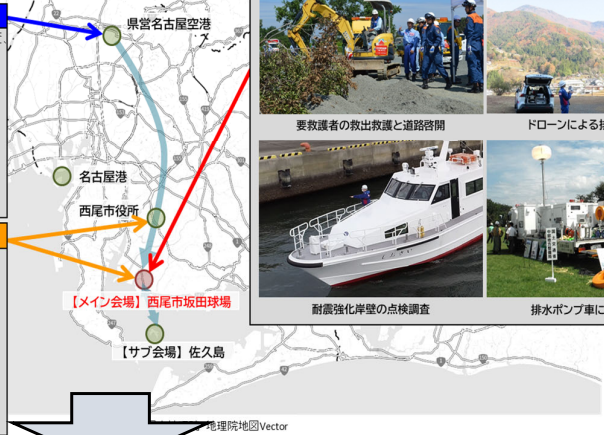 県営名古屋空港
要救護者の救出救護と道路啓開
ドローンによる
名古屋港
西尾市役所
【メイン会場】西尾市坂田球場
耐震強化岸壁の点検調査
排水ポンプ車に
【サブ会場】佐久島
地理院地図Vector